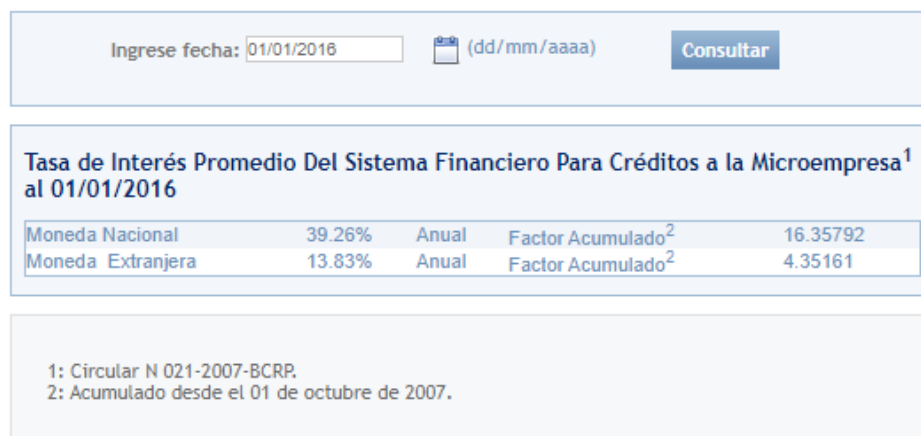 Ingrese fecha: 01/01/2016 (dd/mm/aaaa) Consultar
Tasa de Interés Promedio Del Sistema Financiero Para Créditos a la Microempresa1
al 01/01/2016
Moneda Nacional 39.26% Anual Factor Acumulado2 16.35792
Moneda Extranjera 13.83% Anual Factor Acumulado2 4.35161
1: Circular N 021-2007-BCRP.
2: Acumulado desde el 01 de octubre de 2007.